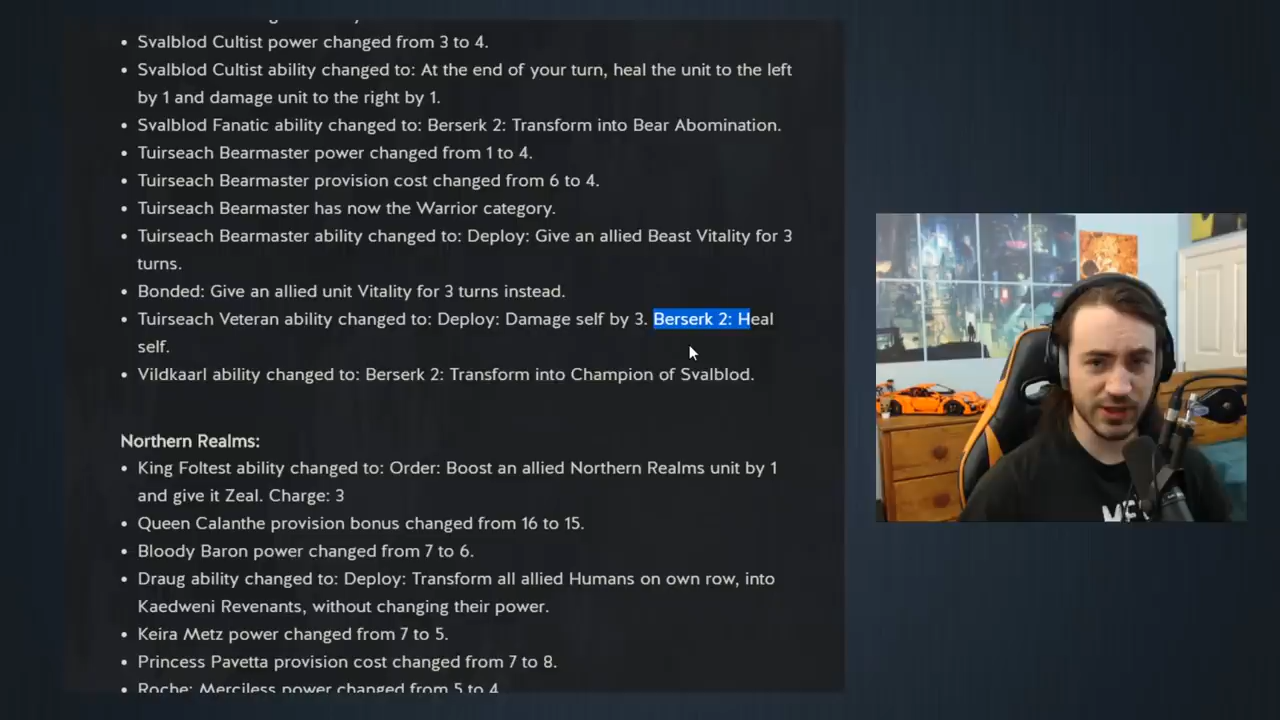 • Svalblod Cultist power changed from 3 to 4.
• Svalblod Cultist ability changed to: At the end of your turn, heal the unit to the left
by 1 and damage unit to the right by 1.
• Svalblod Fanatic ability changed to: Berserk 2: Transform into Bear Abomination.
• Tuirseach Bearmaster power changed from 1 to 4.
• Tuirseach Bearmaster provision cost changed from 6 to 4.
• Tuirseach Bearmaster has now the Warrior category.
• Tuirseach Bearmaster ability changed to: Deploy: Give an allied Beast Vitality for 3
turns.
• Bonded: Give an allied unit Vitality for 3 turns instead.
• Tuirseach Veteran ability changed to: Deploy: Damage self by 3. Berserk 2: Heal
self.
• Vildkaarl ability changed to: Berserk 2: Transform into Champion of Svalblod.
Northern Realms:
• King Foltest ability changed to: Order: Boost an allied Northern Realms unit by 1
and give it Zeal. Charge: 3
• Queen Calanthe provision bonus changed from 16 to 15.
• Bloody Baron power changed from 7 to 6.
• Draug ability changed to: Deploy: Transform all allied Humans on own row, into
Kaedweni Revenants, without changing their power.
• Keira Metz power changed from 7 to 5.
• Princess Pavetta provision cost changed from 7 to 8.
• Roche: Merciless power changed from 5 to 4